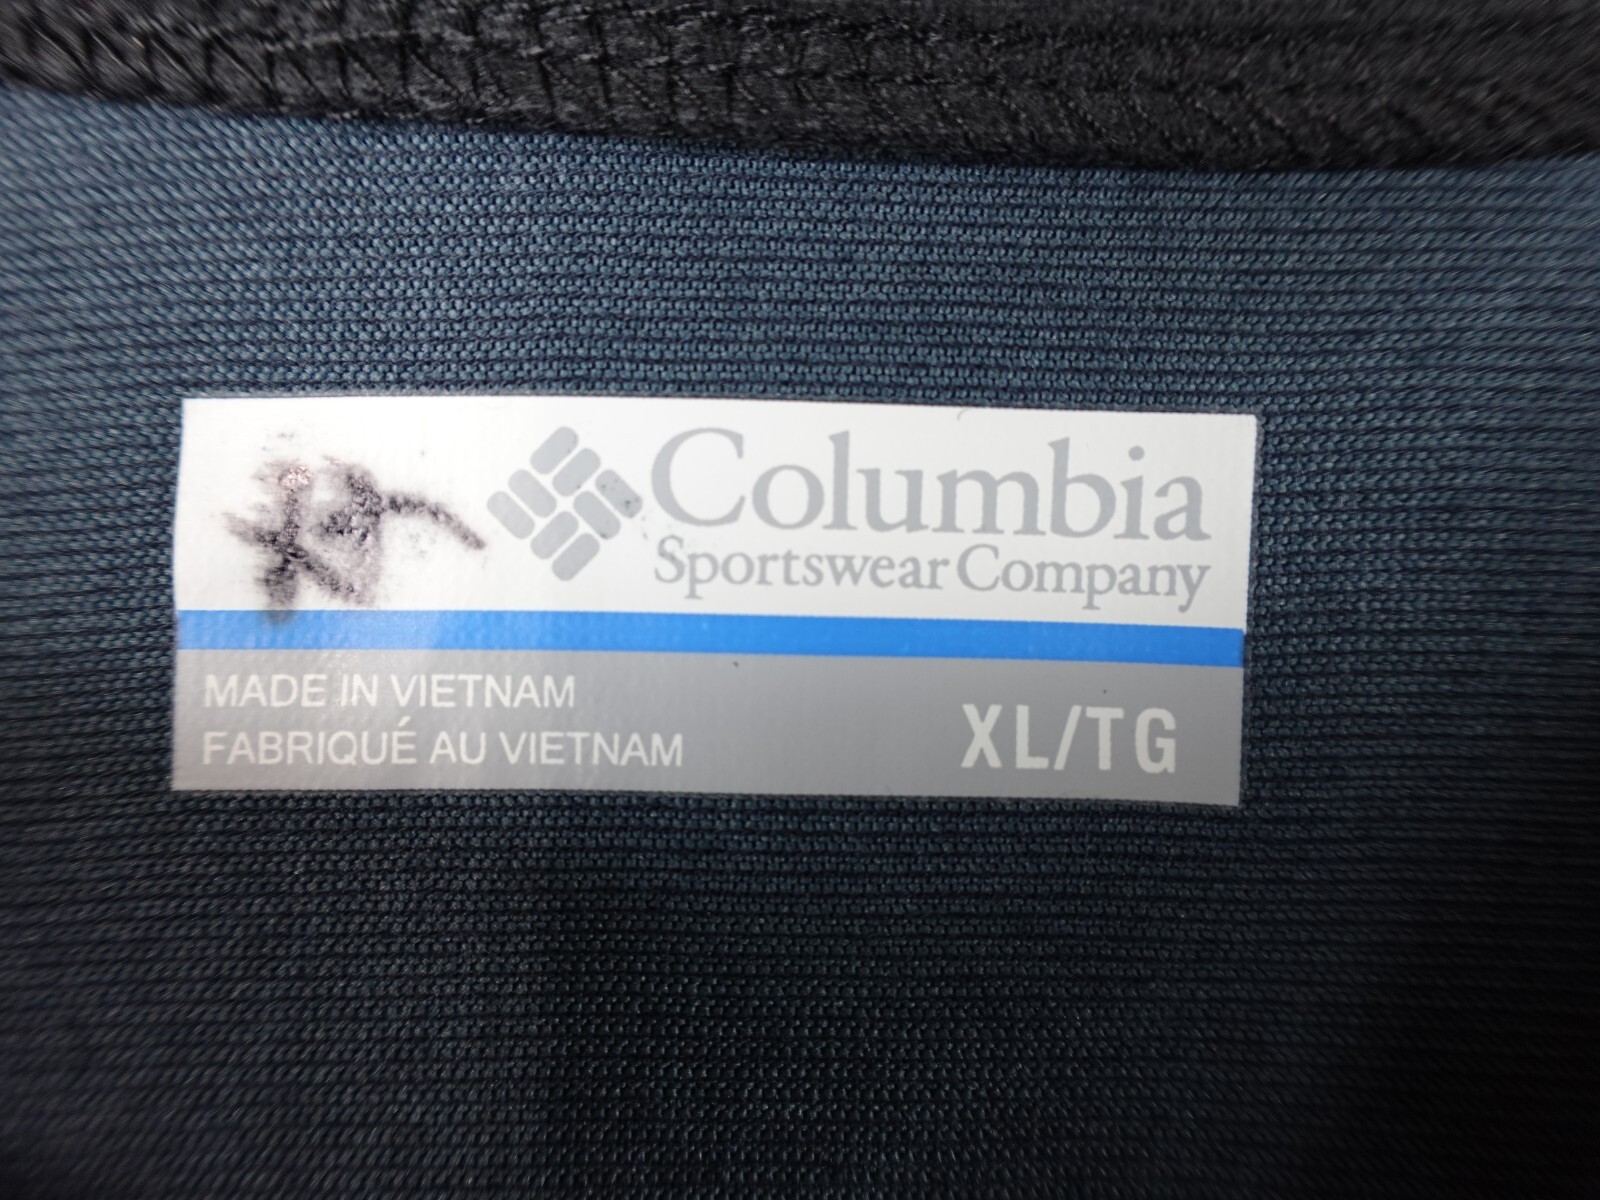 Columbia
Sportswear Company
MADE IN VIETNAM
FABRIQUÉ AU VIETNAM
XL/TG